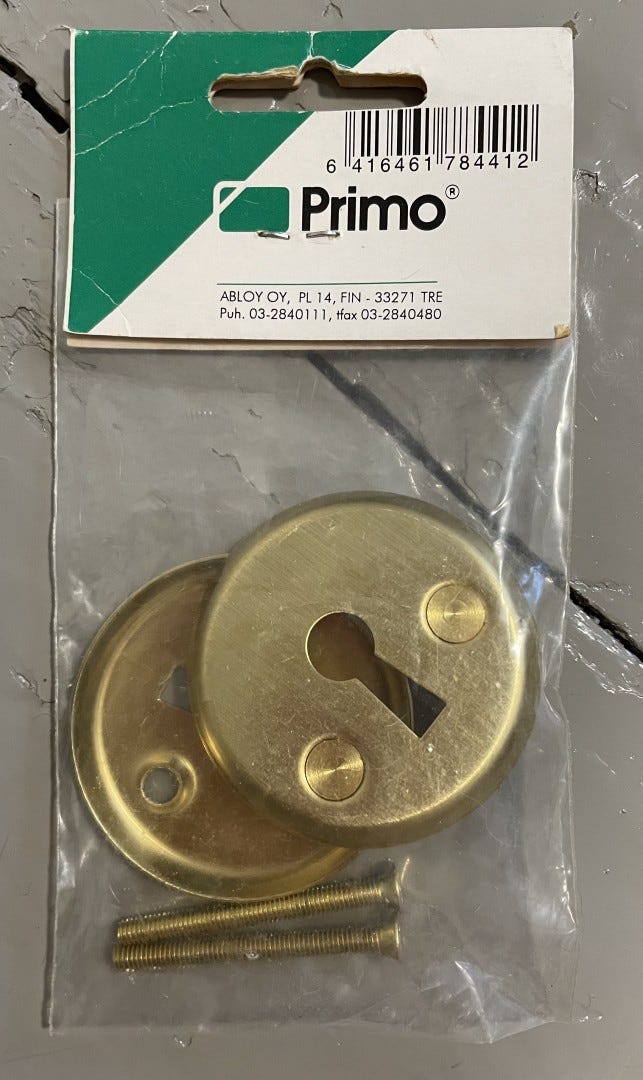 6 416461 784412
Primo®
ABLOY OY, PL 14, FIN - 33271 TRE
Puh. 03-2840111, tfax 03-2840480